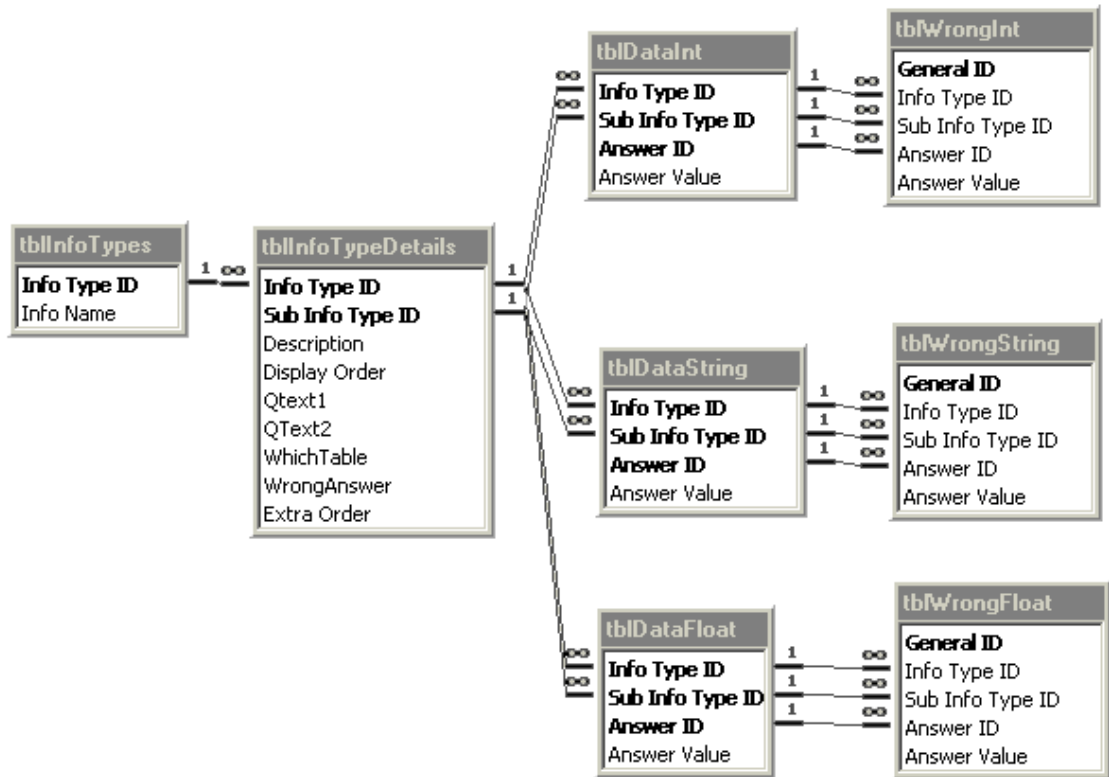 tblInfoTypes
1 ∞
Info Type ID
Info Name
tblInfoTypeDetails
Info Type ID
Sub Info Type ID
Description
Display Order
Qtext1
QText2
WhichTable
WrongAnswer
Extra Order
1
1
∞
∞
tblDataInt
Info Type ID
Sub Info Type ID
Answer ID
Answer Value
1 ∞
1 ∞
1 ∞
tblWrongInt
General ID
Info Type ID
Sub Info Type ID
Answer ID
Answer Value
∞
∞
tblDataString
Info Type ID
Sub Info Type ID
Answer ID
Answer Value
1 ∞
1 ∞
1 ∞
tblWrongString
General ID
Info Type ID
Sub Info Type ID
Answer ID
Answer Value
∞
∞
tblDataFloat
Info Type ID
Sub Info Type ID
Answer ID
Answer Value
1 ∞
1 ∞
1 ∞
tblWrongFloat
General ID
Info Type ID
Sub Info Type ID
Answer ID
Answer Value